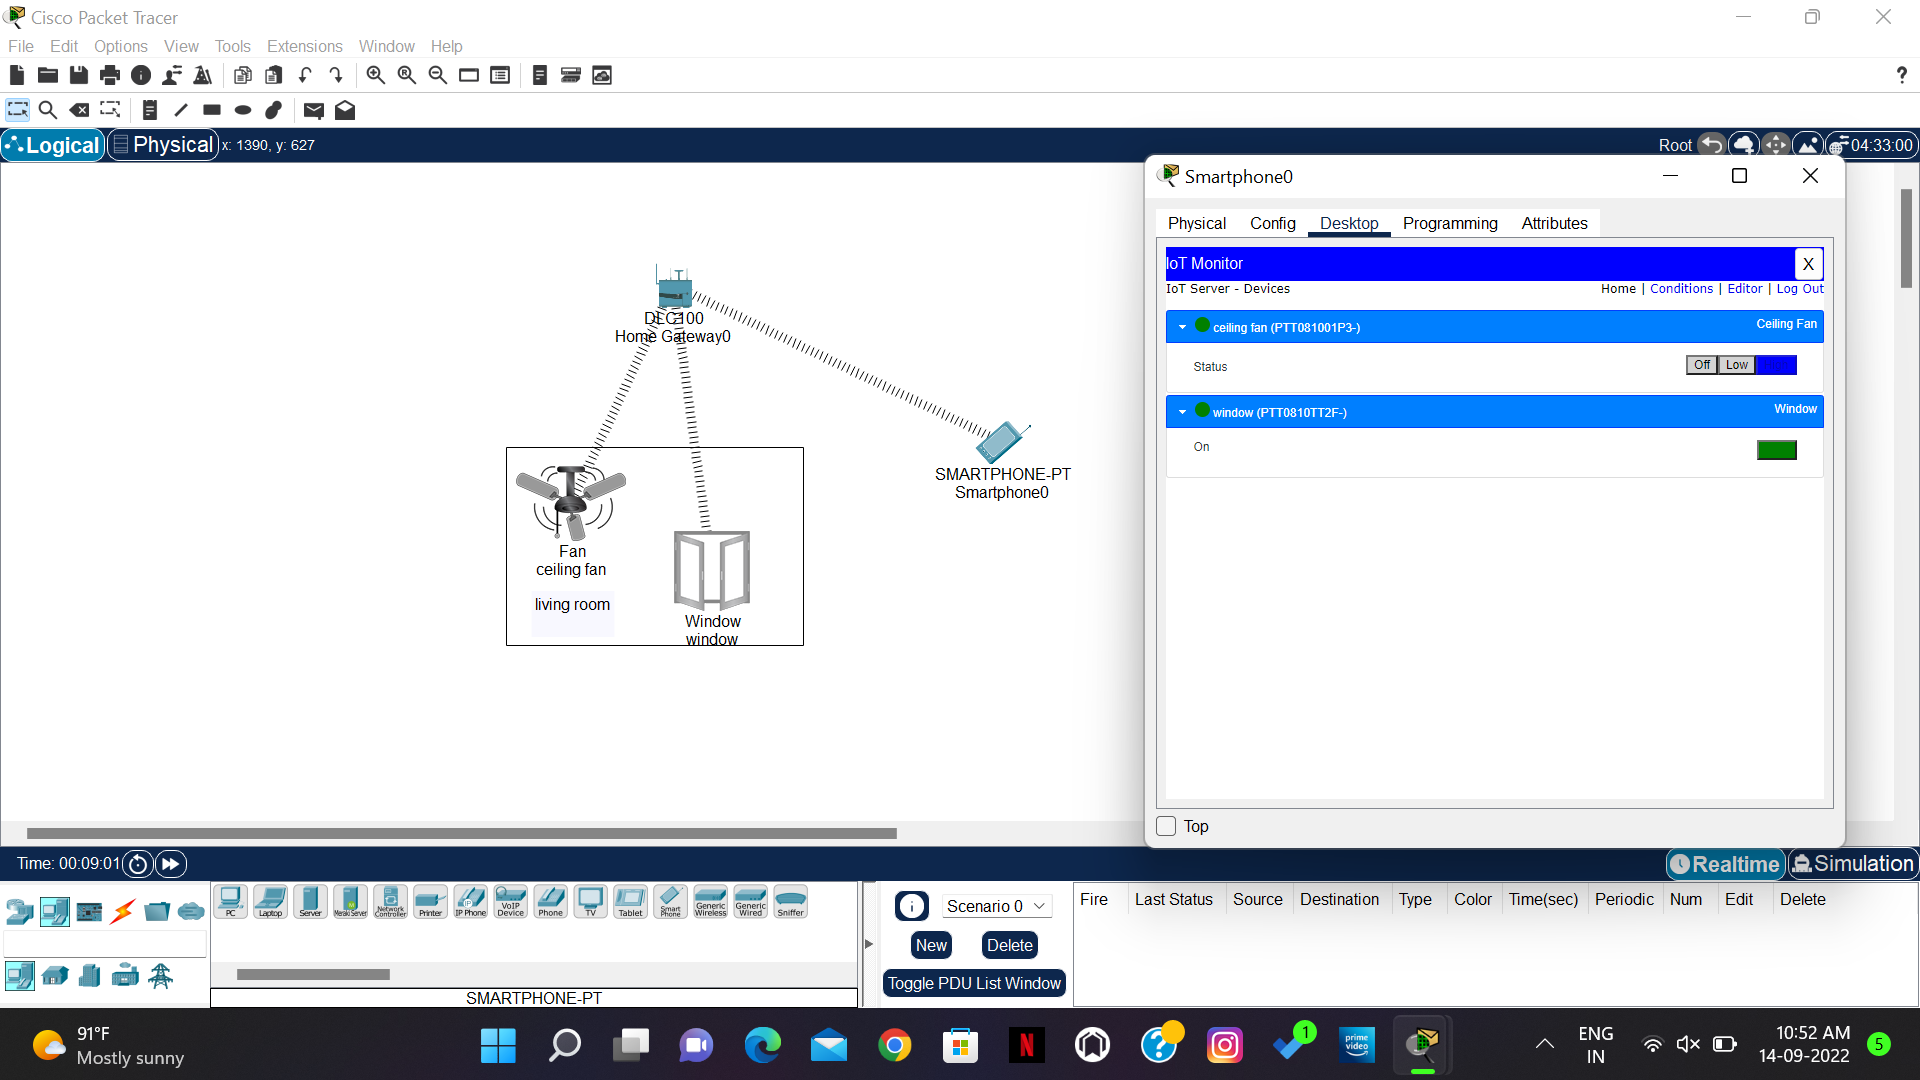 Cisco Packet Tracer
File Edit Options View Tools Extensions Window Help
Logical Physical x: 1390, y: 627 Root 04:33:00
DLC100
Home Gateway0
SMARTPHONE-PT
Smartphone0
Fan
ceiling fan
living room
Window
window
Smartphone0
Physical Config Desktop Programming Attributes
IoT Monitor X
IoT Server - Devices Home | Conditions | Editor | Log Out
ceiling fan (PTT081001P3-) Ceiling Fan
Status Off Low
window (PTT0810TT2F-) Window
On
Top
Time: 00:09:01 Realtime Simulation
PC Laptop Server Meraki Server Network Controller Printer IP Phone VoIP Device Phone TV Tablet Smart Phone Generic Wireless Generic Wired Sniffer
SMARTPHONE-PT
Scenario 0
New Delete
Toggle PDU List Window
Fire Last Status Source Destination Type Color Time(sec) Periodic Num Edit Delete
91°F
Mostly sunny
N
prime video
1
ENG
IN
10:52 AM
14-09-2022
5